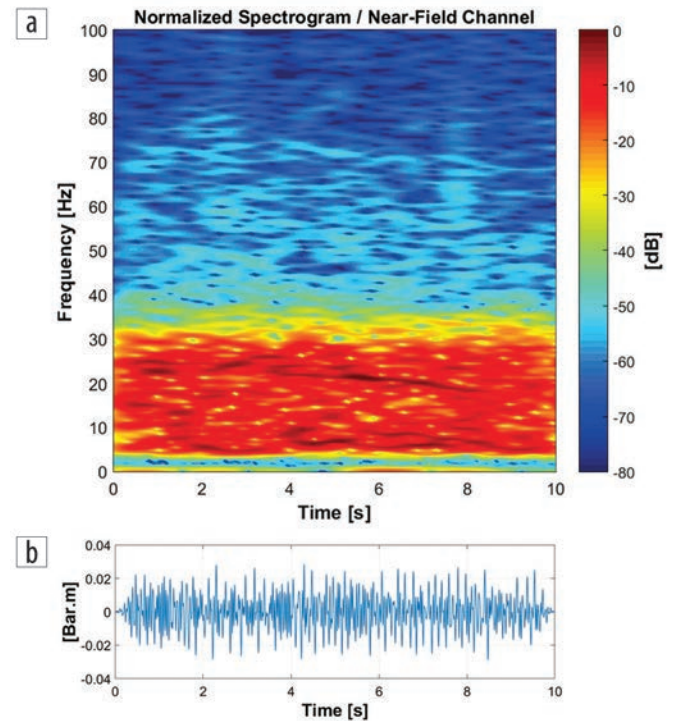 a
Normalized Spectrogram / Near-Field Channel
100
90
80
70
60
50
40
30
20
10
0
Frequency [Hz]
0 2 4 6 8 10
Time [s]
0
-10
-20
-30
-40
-50
-60
-70
-80
[dB]
b
0.04
0.02
0
-0.02
-0.04
[Bar.m]
0 2 4 6 8 10
Time [s]